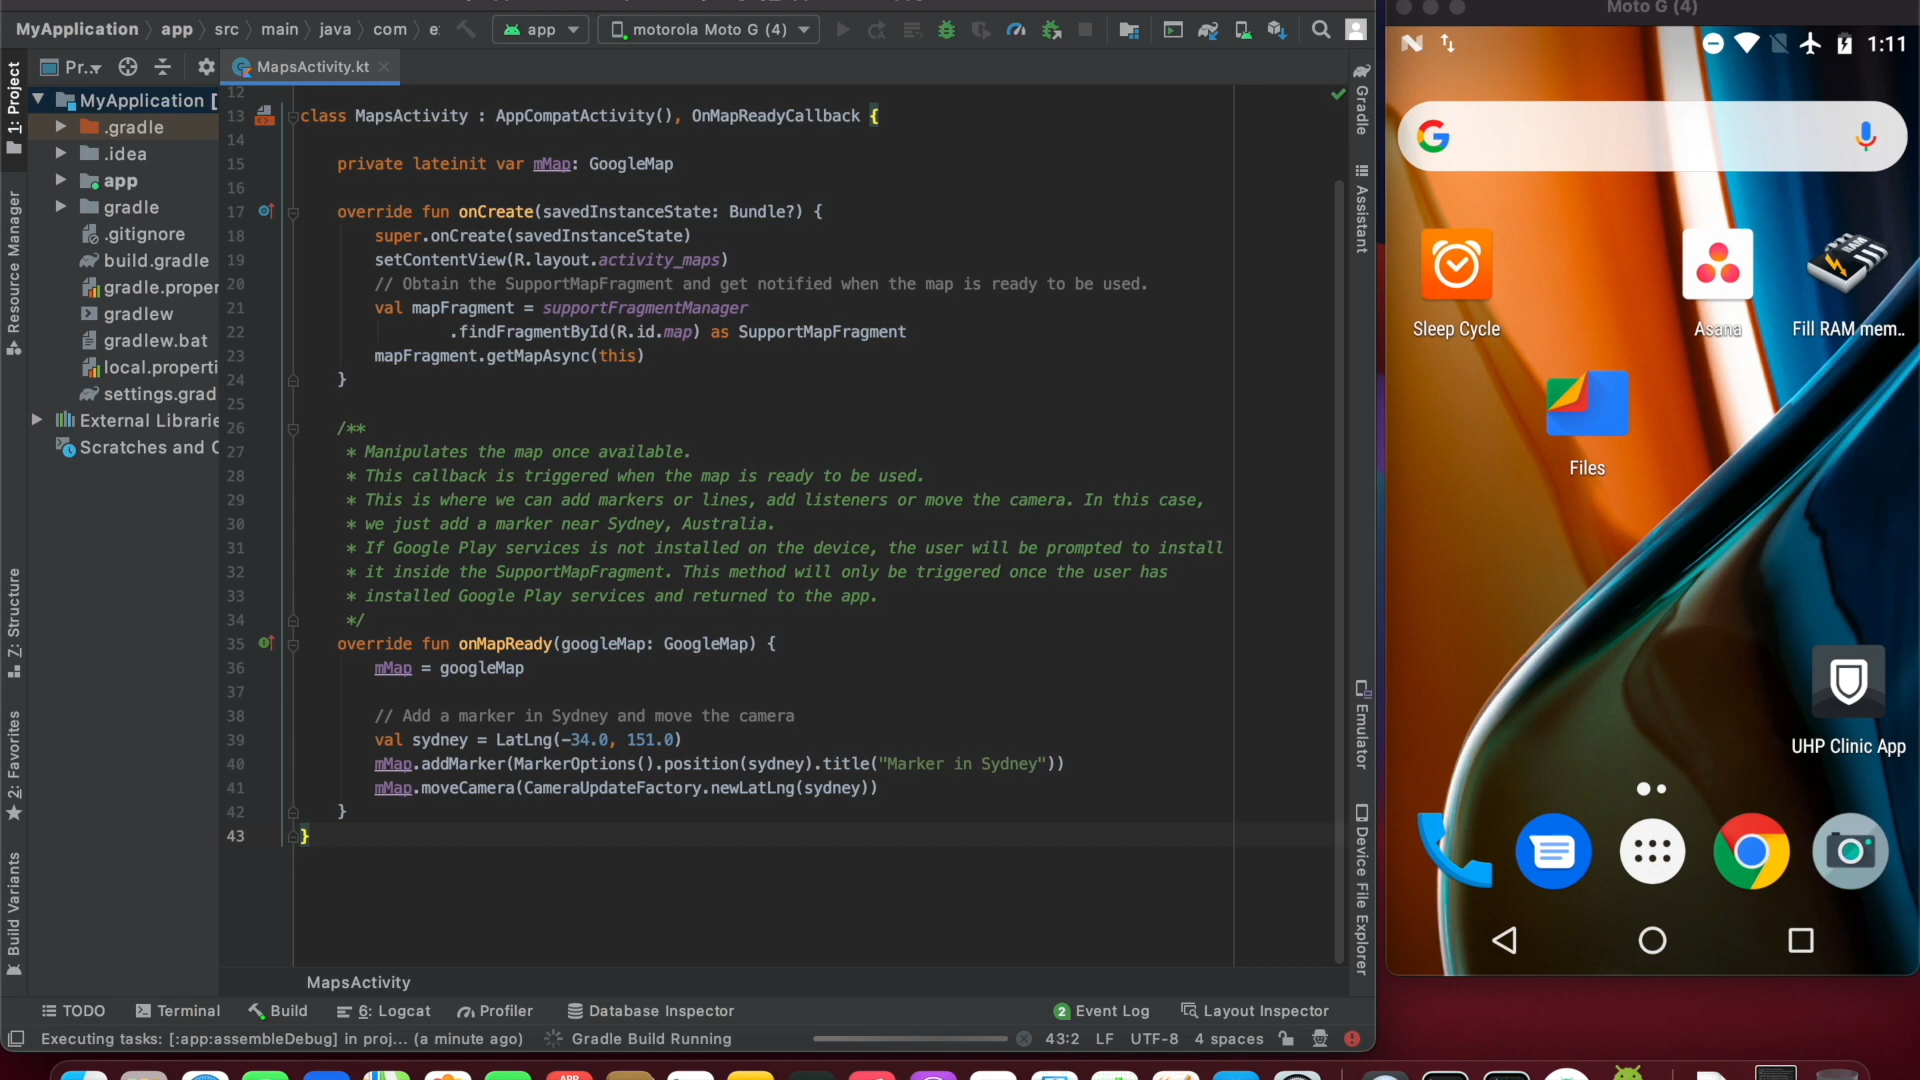 MyApplication app src main java com e:
app
motorola Moto G (4)
Pr...
MapsActivity.kt
1: Project
Resource Manager
Z: Structure
2: Favorites
Build Variants
MyApplication [
.gradle
.idea
app
gradle
.gitignore
build.gradle
gradle.proper
gradlew
gradlew.bat
local.properti
settings.grad
External Librarie
Scratches and C
12
13 class MapsActivity : AppCompatActivity(), OnMapReadyCallback {
14
15 private lateinit var mMap: GoogleMap
16
17 override fun onCreate(savedInstanceState: Bundle?) {
18 super.onCreate(savedInstanceState)
19 setContentView(R.layout.activity_maps)
20 // Obtain the SupportMapFragment and get notified when the map is ready to be used.
21 val mapFragment = supportFragmentManager
22 .findFragmentById(R.id.map) as SupportMapFragment
23 mapFragment.getMapAsync(this)
24 }
25
26 /**
27 * Manipulates the map once available.
28 * This callback is triggered when the map is ready to be used.
29 * This is where we can add markers or lines, add listeners or move the camera. In this case,
30 * we just add a marker near Sydney, Australia.
31 * If Google Play services is not installed on the device, the user will be prompted to install
32 * it inside the SupportMapFragment. This method will only be triggered once the user has
33 * installed Google Play services and returned to the app.
34 */
35 override fun onMapReady(googleMap: GoogleMap) {
36 mMap = googleMap
37
38 // Add a marker in Sydney and move the camera
39 val sydney = LatLng(-34.0, 151.0)
40 mMap.addMarker(MarkerOptions().position(sydney).title("Marker in Sydney"))
41 mMap.moveCamera(CameraUpdateFactory.newLatLng(sydney))
42 }
43 }
MapsActivity
Gradle
Assistant
Emulator
Device File Explorer
TODO Terminal Build 6: Logcat Profiler Database Inspector 2 Event Log Layout Inspector
Executing tasks: [:app:assembleDebug] in proj... (a minute ago) Gradle Build Running 43:2 LF UTF-8 4 spaces
Moto G (4)
1:11
Sleep Cycle
Asana
RAM
Fill RAM mem..
Files
UHP Clinic App